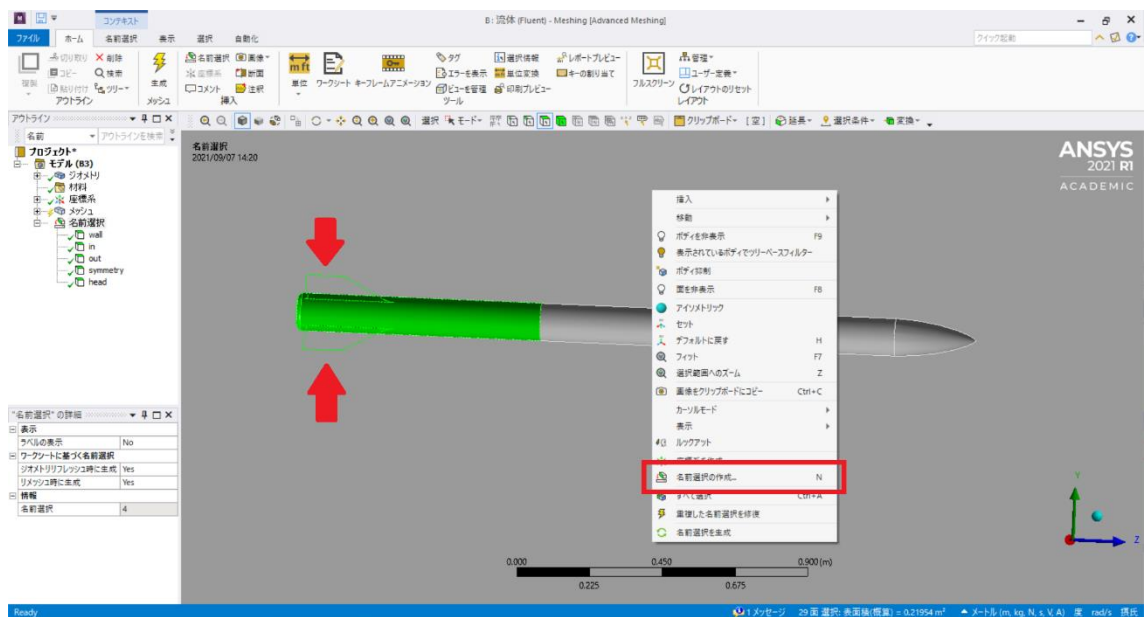 コンテキスト
B: 流体 (Fluent) - Meshing [Advanced Meshing]
ファイル ホーム 名前選択 表示 選択 自動化
クイック起動
複製
切り取り
コピー
貼り付け
削除
検索
ツリー
アウトライン
生成
メッシュ
名前選択 画像
座標系 断面
コメント 注釈
挿入
単位
ワークシート
キーフレームアニメーション
タグ
エラーを表示
ビューを管理
選択情報
単位変換
印刷プレビュー
レポートプレビュー
キーの割り当て
ツール
フルスクリーン
管理
ユーザー定義
レイアウトのリセット
レイアウト
選択 モード クリップボード [空] 延長 選択条件 変換
アウトライン
名前 アウトラインを検索
プロジェクト*
モデル (B3)
ジオメトリ
材料
座標系
メッシュ
名前選択
wall
in
out
symmetry
head
名前選択
2021/09/07 14:20
ANSYS
2021 R1
ACADEMIC
挿入
移動
ボディを非表示 F9
表示されているボディでツリーベースフィルター
ボディ抑制
面を非表示 F8
アイソメトリック
セット
デフォルトに戻す H
フィット F7
選択範囲へのズーム Z
画像をクリップボードにコピー Ctrl+C
カーソルモード
表示
ルックアット
名前選択の作成... N
すべて選択 Ctrl+A
重複した名前選択を修復
名前選択を生成
"名前選択" の詳細
表示
ラベルの表示 No
ワークシートに基づく名前選択
ジオメトリリフレッシュ時に生成 Yes
リメッシュ時に生成 Yes
情報
名前選択 4
0.000 0.450 0.900 (m)
0.225 0.675
Y
Z
Ready
1 メッセージ 29 面 選択: 表面積(概算) = 0.21954 m² メートル (m, kg, N, s, V, A) 度 rad/s 摂氏